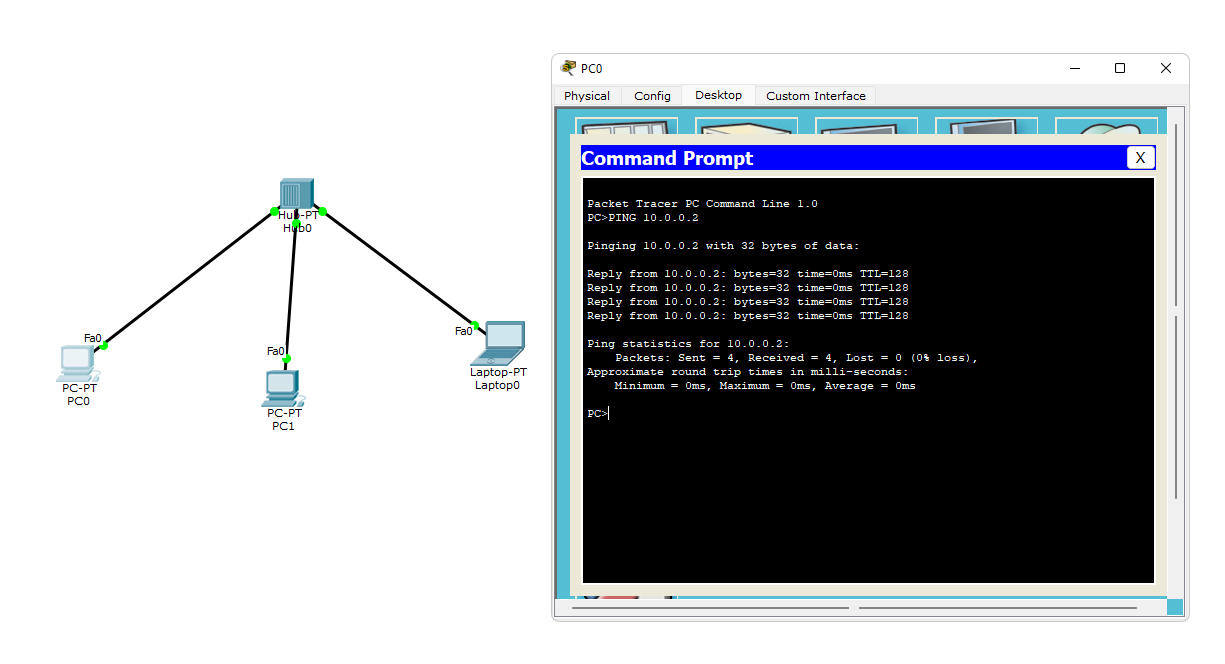 Hub-PT
Hub0
Fa0
PC-PT
PC0
Fa0
PC-PT
PC1
Fa0
Laptop-PT
Laptop0
PC0
Physical
Config
Desktop
Custom Interface
Command Prompt
X
Packet Tracer PC Command Line 1.0
PC>PING 10.0.0.2
Pinging 10.0.0.2 with 32 bytes of data:
Reply from 10.0.0.2: bytes=32 time=0ms TTL=128
Reply from 10.0.0.2: bytes=32 time=0ms TTL=128
Reply from 10.0.0.2: bytes=32 time=0ms TTL=128
Reply from 10.0.0.2: bytes=32 time=0ms TTL=128
Ping statistics for 10.0.0.2:
Packets: Sent = 4, Received = 4, Lost = 0 (0% loss),
Approximate round trip times in milli-seconds:
Minimum = 0ms, Maximum = 0ms, Average = 0ms
PC>